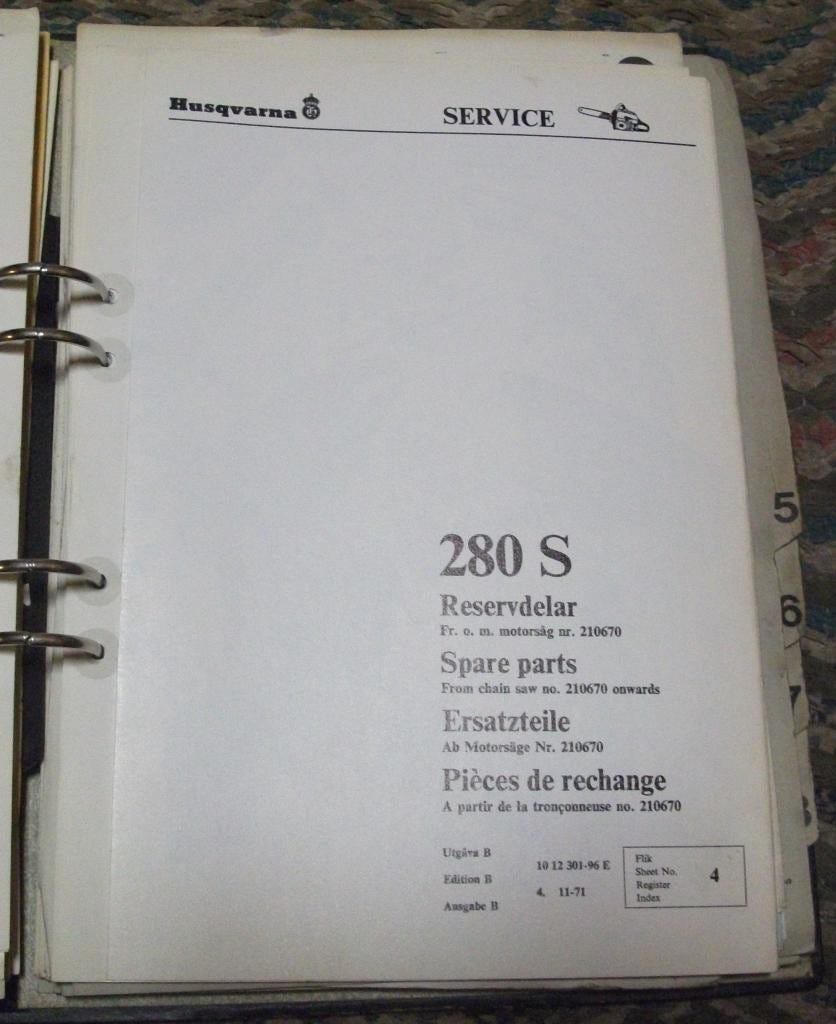 Husqvarna
SERVICE
280 S
Reservdelar
Fr. o. m. motorsåg nr. 210670
Spare parts
From chain saw no. 210670 onwards
Ersatzteile
Ab Motorsäge Nr. 210670
Pièces de rechange
A partir de la tronçonneuse no. 210670
Utgåva B
10 12 301-96 E
Edition B
4. 11-71
Ausgabe B
Flik
Sheet No.
Register
Index
4
5
6
7
8